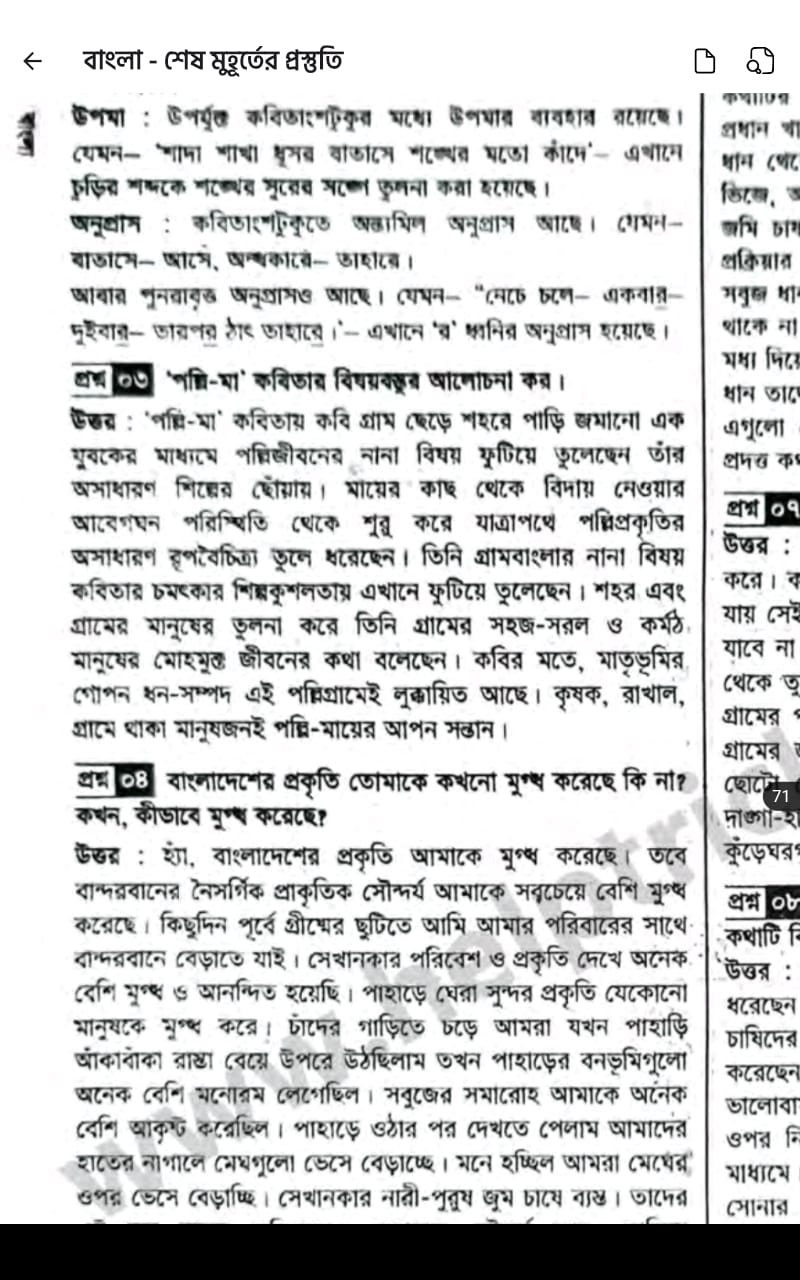 বাংলা - শেষ মুহূর্তের প্রস্তুতি
বাংলা
উপমা : উপর্যুক্ত কবিতাংশটুকুর মধ্যে উপমার ব্যবহার রয়েছে।
যেমন– ‘শাদা শাখা ধূসর বাতাসে শঙ্খের মতো কাঁদে’– এখানে
চুড়ির শব্দকে শঙ্খের সুরের সঙ্গে তুলনা করা হয়েছে।
অনুপ্রাস : কবিতাংশটুকুতে অন্ত্যমিল অনুপ্রাস আছে। যেমন–
বাতাসে– আসে, অন্ধকারে– তাহারে।
আবার পুনরাবৃত্ত অনুপ্রাসও আছে। যেমন– “নেচে চলে– একবার–
দুইবার– তারপর ঠাৎ তাহারে।’– এখানে ‘র’ ধ্বনির অনুপ্রাস হয়েছে।
প্রশ্ন ০৩ ‘পল্লি-মা’ কবিতার বিষয়বস্তুর আলোচনা কর।
উত্তর : ‘পল্লি-মা’ কবিতায় কবি গ্রাম ছেড়ে শহরে পাড়ি জমানো এক
যুবকের মাধ্যমে পল্লিজীবনের নানা বিষয় ফুটিয়ে তুলেছেন তাঁর
অসাধারণ শিল্পের ছোঁয়ায়। মায়ের কাছ থেকে বিদায় নেওয়ার
আবেগঘন পরিস্থিতি থেকে শুরু করে যাত্রাপথে পল্লিপ্রকৃতির
অসাধারণ রূপবৈচিত্র্য তুলে ধরেছেন। তিনি গ্রামবাংলার নানা বিষয়
কবিতার চমৎকার শিল্পকুশলতায় এখানে ফুটিয়ে তুলেছেন। শহর এবং
গ্রামের মানুষের তুলনা করে তিনি গ্রামের সহজ-সরল ও কর্মঠ
মানুষের মোহমুক্ত জীবনের কথা বলেছেন। কবির মতে, মাতৃভূমির
গোপন ধন-সম্পদ এই পল্লিগ্রামেই লুক্কায়িত আছে। কৃষক, রাখাল,
গ্রামে থাকা মানুষজনই পল্লি-মায়ের আপন সন্তান।
প্রশ্ন ০৪ বাংলাদেশের প্রকৃতি তোমাকে কখনো মুগ্ধ করেছে কি না?
কখন, কীভাবে মুগ্ধ করেছে?
উত্তর : হ্যাঁ, বাংলাদেশের প্রকৃতি আমাকে মুগ্ধ করেছে। তবে
বান্দরবানের নৈসর্গিক প্রাকৃতিক সৌন্দর্য আমাকে সবচেয়ে বেশি মুগ্ধ
করেছে। কিছুদিন পূর্বে গ্রীষ্মের ছুটিতে আমি আমার পরিবারের সাথে
বান্দরবানে বেড়াতে যাই। সেখানকার পরিবেশ ও প্রকৃতি দেখে অনেক
বেশি মুগ্ধ ও আনন্দিত হয়েছি। পাহাড়ে ঘেরা সুন্দর প্রকৃতি যেকোনো
মানুষকে মুগ্ধ করে। চাঁদের গাড়িতে চড়ে আমরা যখন পাহাড়ি
আঁকাবাঁকা রাস্তা বেয়ে উপরে উঠছিলাম তখন পাহাড়ের বনভূমিগুলো
অনেক বেশি মনোরম লেগেছিল। সবুজের সমারোহ আমাকে অনেক
বেশি আকৃষ্ট করেছিল। পাহাড়ে ওঠার পর দেখতে পেলাম আমাদের
হাতের নাগালে মেঘগুলো ভেসে বেড়াচ্ছে। মনে হচ্ছিল আমরা মেঘের
ওপর ভেসে বেড়াচ্ছি। সেখানকার নারী-পুরুষ জুম চাষে ব্যস্ত। তাদের
প্রধান
ধান থেকে
ভিজে,
জমি চাষ
প্রক্রিয়ার
সবুজ
থাকে না
মধ্য দিয়ে
ধান
এগুলো
প্রদত্ত
প্রশ্ন ০৭
উত্তর :
করে।
যায় সেই
যাবে না
থেকে
গ্রামের
গ্রামের
ছোটো
71
দাঙ্গা-
প্রশ্ন ০৮
কথাটি
উত্তর :
ধরেছেন
চাষিদের
করেছেন
ওপর
মাধ্যমে
সোনার